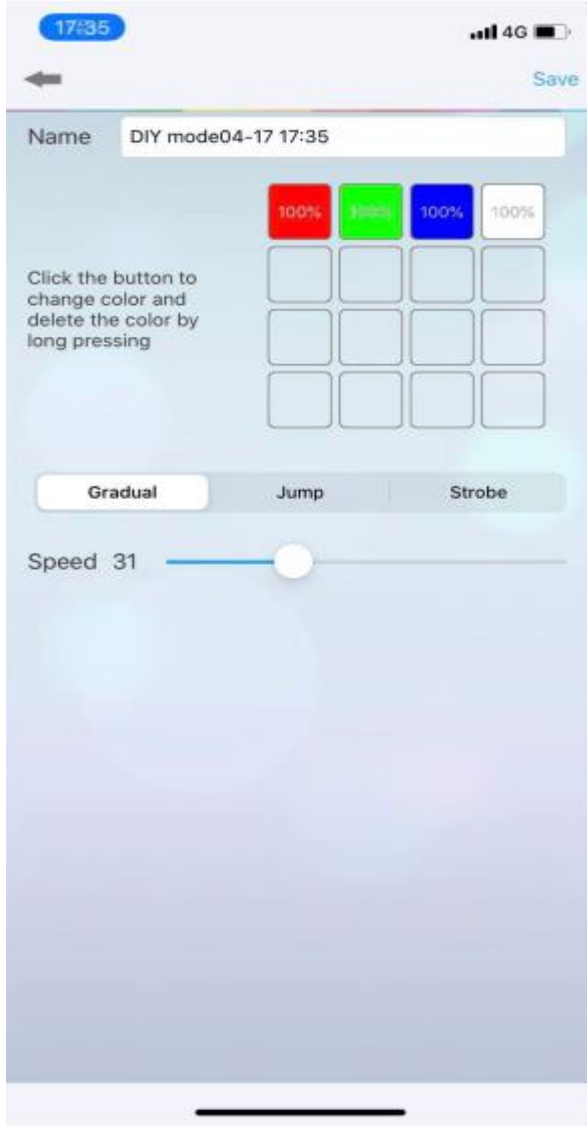 17:35
4G
Save
Name DIY mode04-17 17:35
100% 100% 100% 100%
Click the button to
change color and
delete the color by
long pressing
Gradual Jump Strobe
Speed 31